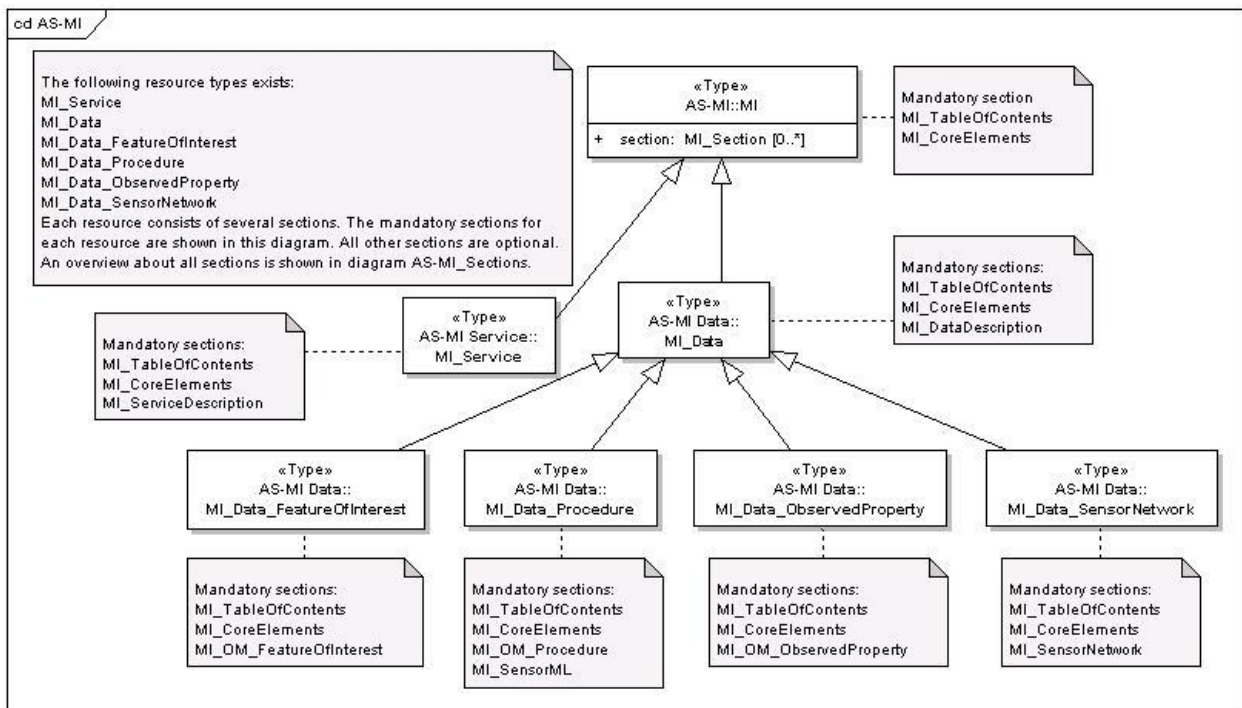 cd AS-MI
The following resource types exists:
MI_Service
MI_Data
MI_Data_FeatureOfInterest
MI_Data_Procedure
MI_Data_ObservedProperty
MI_Data_SensorNetwork
Each resource consists of several sections. The mandatory sections for
each resource are shown in this diagram. All other sections are optional.
An overview about all sections is shown in diagram AS-MI_Sections.
«Type»
AS-MI::MI
+ section: MI_Section [0..*]
Mandatory section
MI_TableOfContents
MI_CoreElements
Mandatory sections:
MI_TableOfContents
MI_CoreElements
MI_ServiceDescription
«Type»
AS-MI Service::
MI_Service
«Type»
AS-MI Data::
MI_Data
Mandatory sections:
MI_TableOfContents
MI_CoreElements
MI_DataDescription
«Type»
AS-MI Data::
MI_Data_FeatureOfInterest
«Type»
AS-MI Data::
MI_Data_Procedure
«Type»
AS-MI Data::
MI_Data_ObservedProperty
«Type»
AS-MI Data::
MI_Data_SensorNetwork
Mandatory sections:
MI_TableOfContents
MI_CoreElements
MI_OM_FeatureOfInterest
Mandatory sections:
MI_TableOfContents
MI_CoreElements
MI_OM_Procedure
MI_SensorML
Mandatory sections:
MI_TableOfContents
MI_CoreElements
MI_OM_ObservedProperty
Mandatory sections:
MI_TableOfContents
MI_CoreElements
MI_SensorNetwork